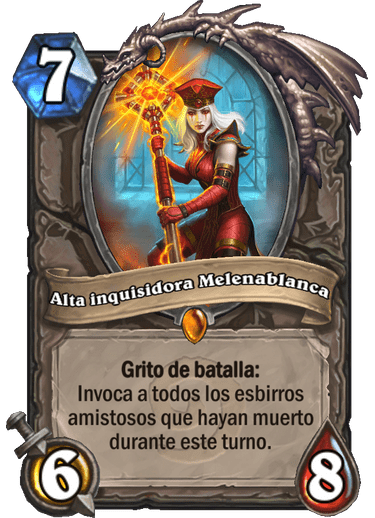 7
Alta inquisidora Melenablanca
Grito de batalla:
Invoca a todos los esbirros
amistosos que hayan muerto
durante este turno.
6
8